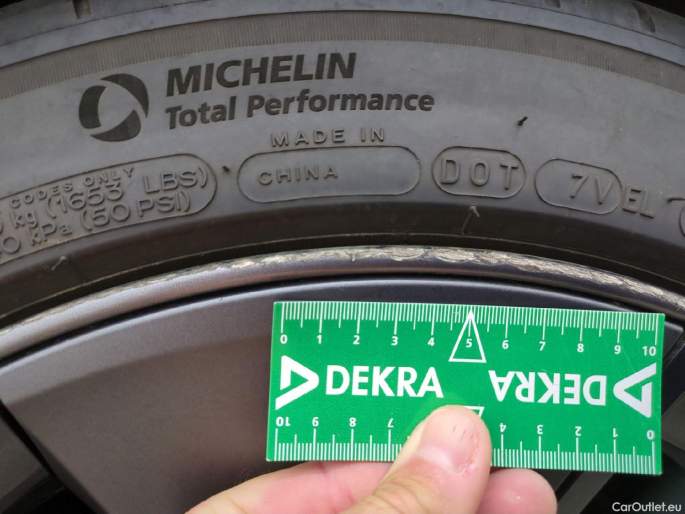 MICHELIN
Total Performance
MADE IN
CHINA
CODES ONLY
kg (1653 LBS)
kPa (50 PSI)
DOT
7V
EL
0 1 2 3 4 5 6 7 8 9 10
DEKRA
DEKRA
10 9 8 7 4 3 2 1 0
CarOutlet.eu